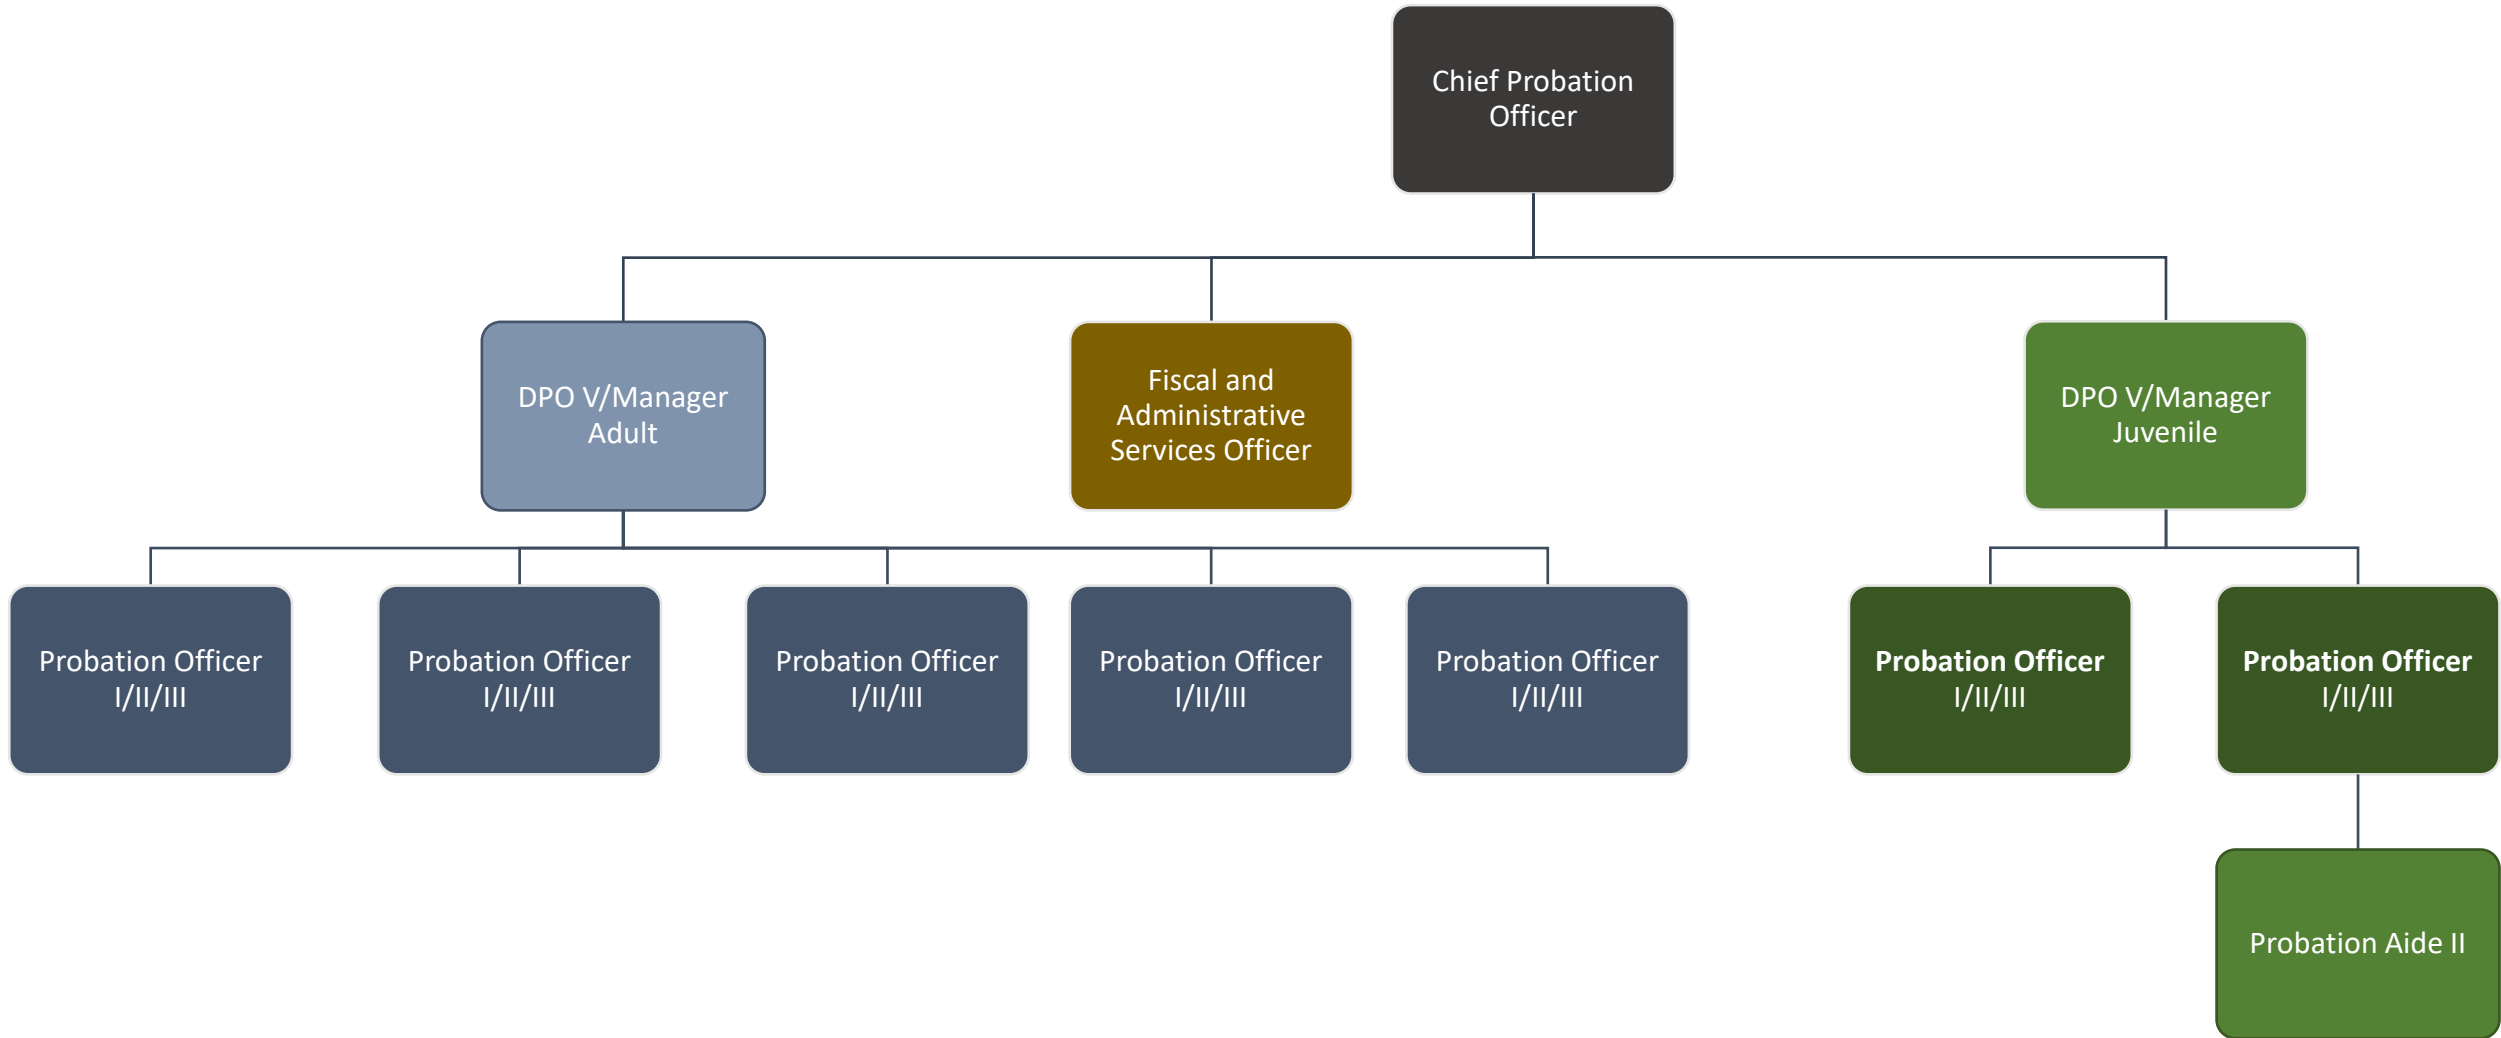 Chief Probation
Officer
DPO V/Manager
Adult
Fiscal and
Administrative
Services Officer
DPO V/Manager
Juvenile
Probation Officer
I/II/III
Probation Officer
I/II/III
Probation Officer
I/II/III
Probation Officer
I/II/III
Probation Officer
I/II/III
Probation Officer
I/II/III
Probation Officer
I/II/III
Probation Aide II